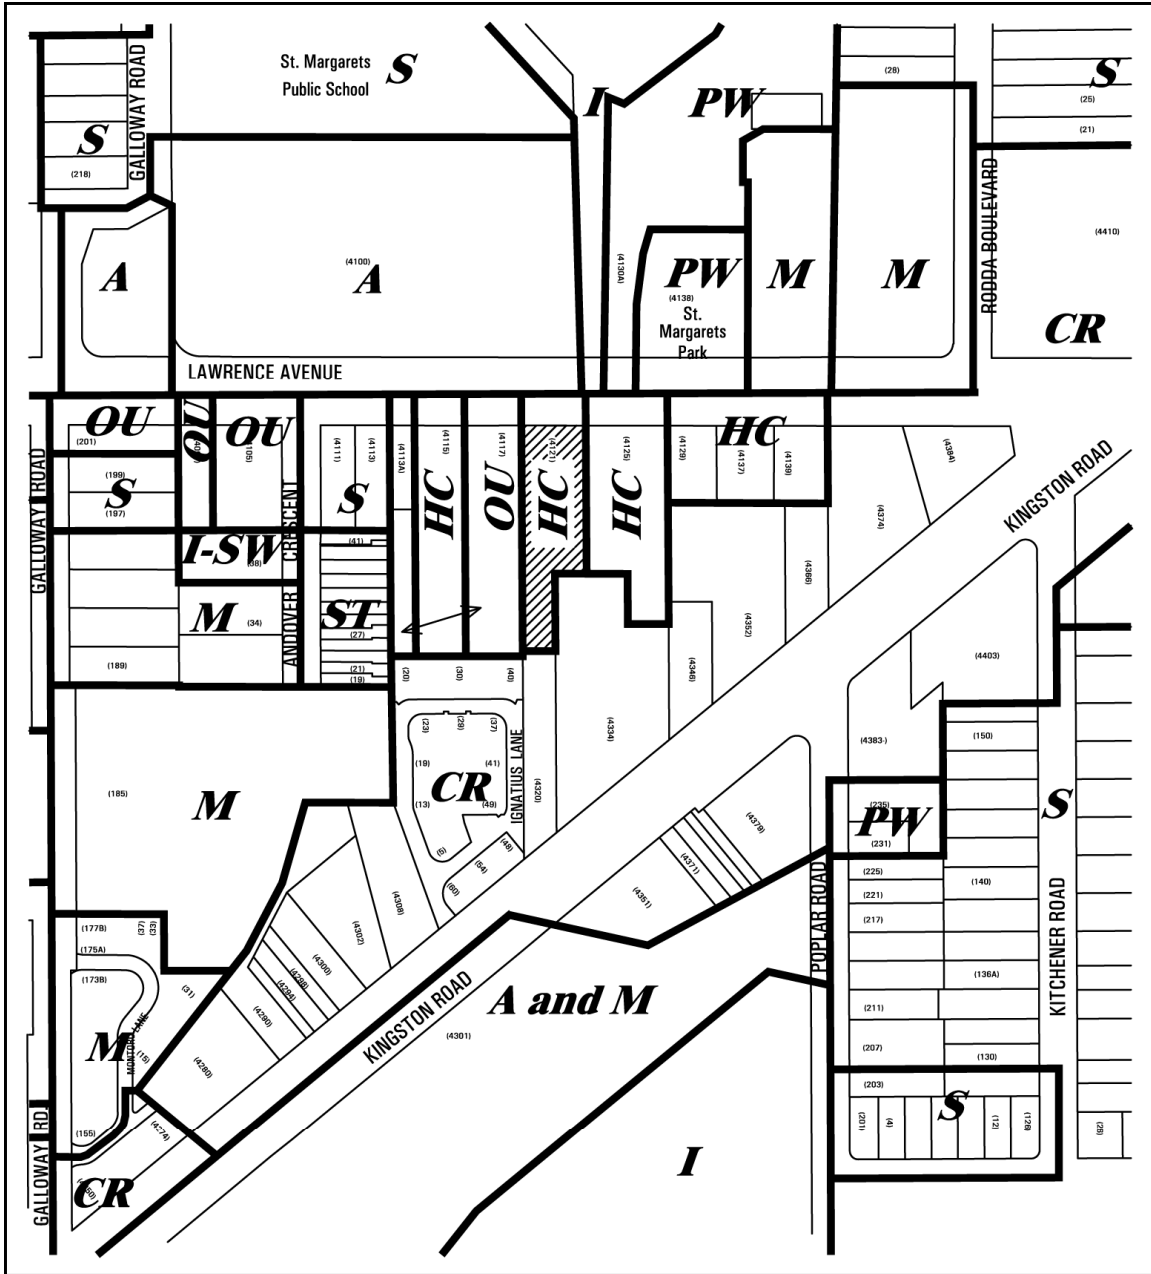 St. Margarets
Public School
S
GALLOWAY ROAD
S
(218)
I
PW
(28)
S
(25)
(21)
RODDA BOULEVARD
(4410)
CR
A
(4100)
A
(4130A)
PW
(4138)
St.
Margarets
Park
M
M
LAWRENCE AVENUE
OU
(201)
OU
OU
(199)
S
(197)
GALLOWAY ROAD
(4111)
(4113)
S
(4113A)
(4115)
HC
(4117)
OU
(4121)
HC
(4125)
HC
(4129)
HC
(4137)
(4139)
(4384)
(4374)
KINGSTON ROAD
I-SW
(38)
M
(34)
ANDOVER CRESCENT
(41)
ST
(27)
(21)
(19)
(189)
(4366)
(4352)
(4346)
(4403)
(20)
(30)
(40)
(23)
(29)
(37)
(19)
(41)
CR
(13)
(49)
IGNATIUS LANE
(4320)
(4334)
(4383)
(150)
(185)
M
S
(235)
PW
(231)
(48)
(54)
(60)
(4379)
(4371)
(4351)
POPLAR ROAD
(225)
(221)
(217)
(140)
KITCHENER ROAD
(4308)
(4302)
(4300)
(4298)
(4294)
(4290)
(4280)
(177B)
(37)
(33)
(175A)
(173B)
(31)
M
MONTORO LANE
(15)
(155)
KINGSTON ROAD
A and M
(4301)
(136A)
(211)
(207)
(130)
(203)
S
(201)
(4)
(12)
(126)
(28)
GALLOWAY RD.
(4274)
CR
I